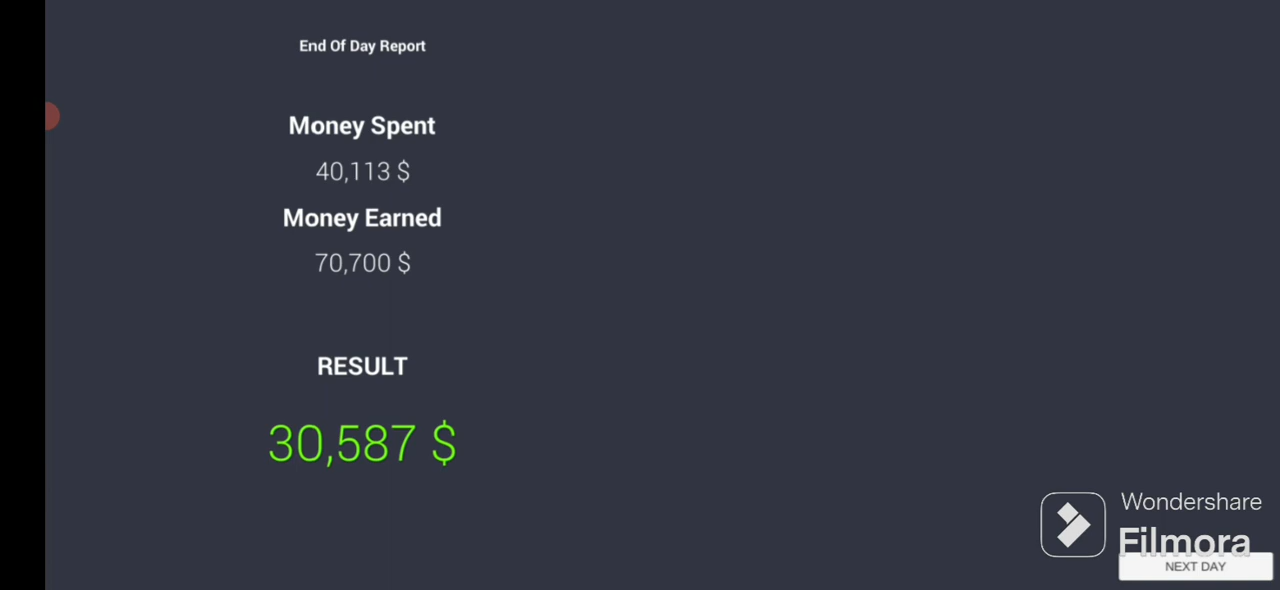 End Of Day Report
Money Spent
40,113 $
Money Earned
70,700 $
RESULT
30,587 $
Wondershare
Filmora
NEXT DAY